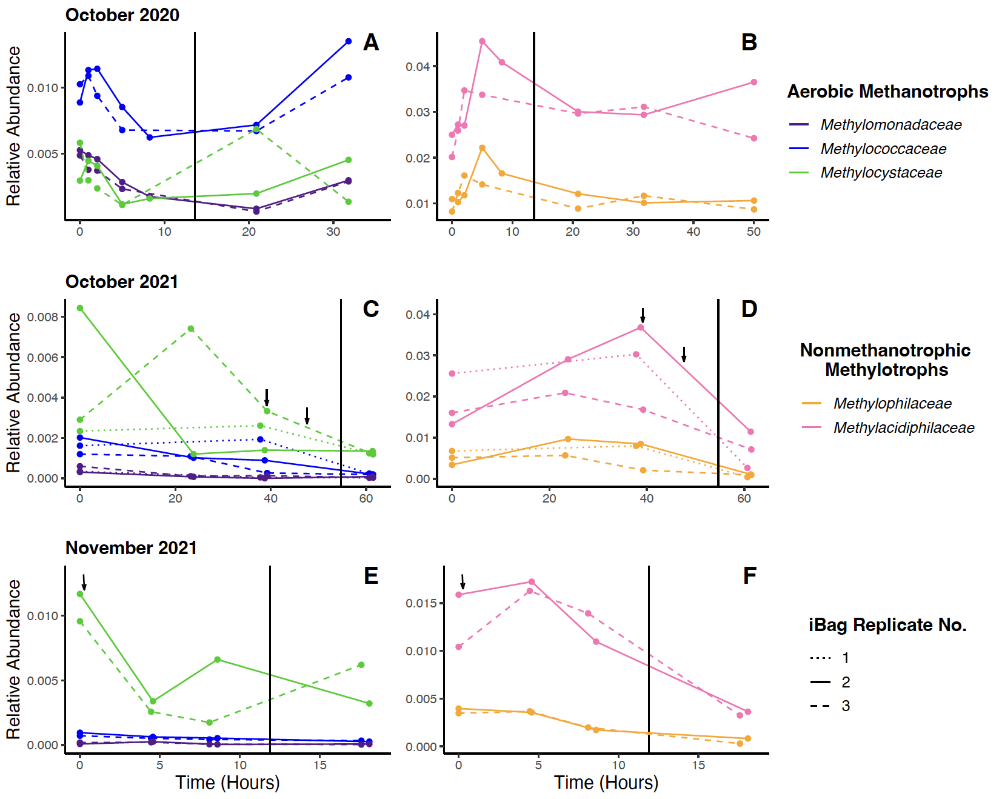 October 2020
A
B
Relative Abundance
0.010
0.005
0
10
20
30
0.04
0.03
0.02
0.01
0
10
20
30
40
50
Aerobic Methanotrophs
Methylomonadaceae
Methylococcaceae
Methylocystaceae
October 2021
C
D
Relative Abundance
0.008
0.006
0.004
0.002
0.000
0
20
40
60
0.04
0.03
0.02
0.01
0.00
0
20
40
60
Nonmethanotrophic
Methylotrophs
Methylophilaceae
Methylacidiphilaceae
November 2021
E
F
Relative Abundance
0.010
0.005
0.000
0
5
10
15
Time (Hours)
0.015
0.010
0.005
0.000
0
5
10
15
Time (Hours)
iBag Replicate No.
1
2
3